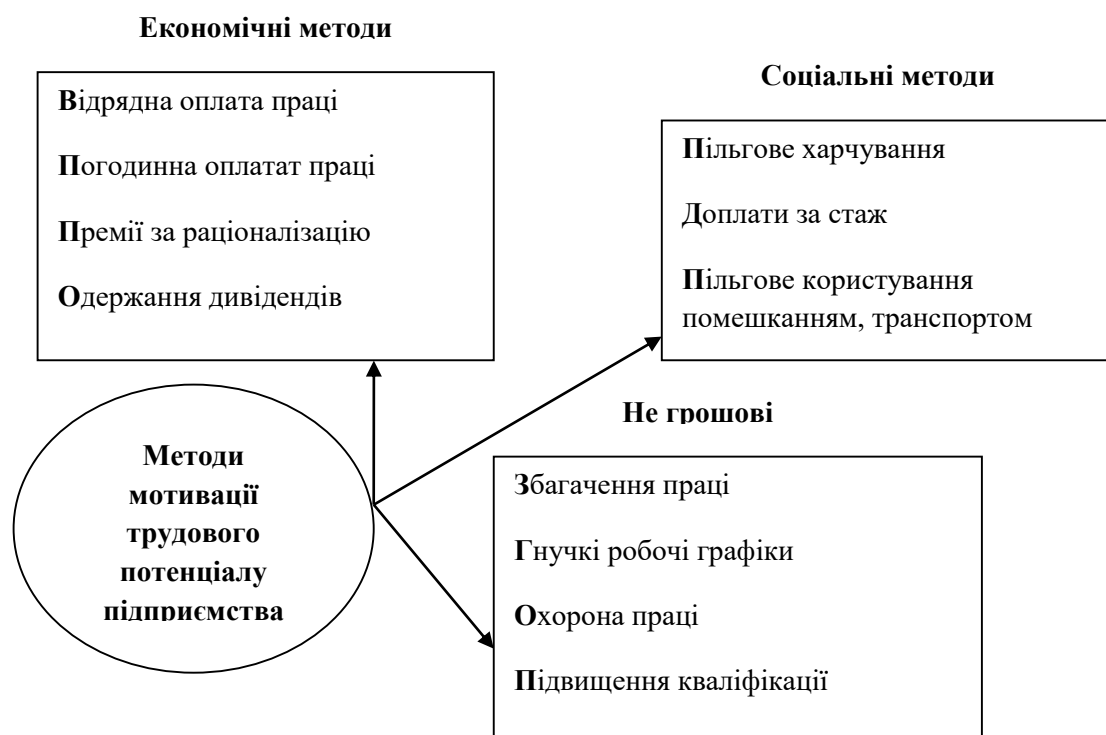 Економічні методи
Відрядна оплата праці
Погодинна оплатат праці
Премії за раціоналізацію
Одержання дивідендів
Соціальні методи
Пільгове харчування
Доплати за стаж
Пільгове користування
помешканням, транспортом
Методи
мотивації
трудового
потенціалу
підприємства
Не грошові
Збагачення праці
Гнучкі робочі графіки
Охорона праці
Підвищення кваліфікації